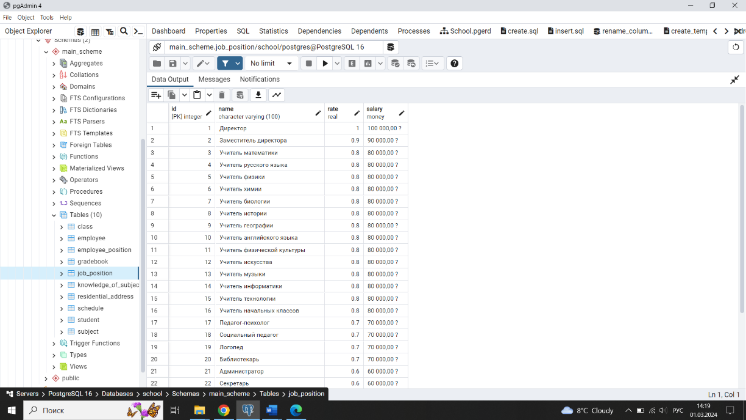 pgAdmin 4
File Object Tools Help
Object Explorer
Dashboard Properties SQL Statistics Dependencies Dependents Processes School.pgerd create.sql insert.sql rename_colum...
main_scheme.job_position/school/postgres@PostgreSQL 16
No limit
Data Output Messages Notifications
Schemas (2)
main_scheme
Aggregates
Collations
Domains
FTS Configurations
FTS Dictionaries
FTS Parsers
FTS Templates
Foreign Tables
Functions
Materialized Views
Operators
Procedures
Sequences
Tables (10)
class
employee
employee_position
gradebook
job_position
knowledge_of_subjec
residential_address
schedule
student
subject
Trigger Functions
Types
Views
public
id name rate salary
[PK] integer character varying (100) real money
1 1 Директор 1 100 000,00 ?
2 2 Заместитель директора 0.9 90 000,00 ?
3 3 Учитель математики 0.8 80 000,00 ?
4 4 Учитель русского языка 0.8 80 000,00 ?
5 5 Учитель физики 0.8 80 000,00 ?
6 6 Учитель химии 0.8 80 000,00 ?
7 7 Учитель биологии 0.8 80 000,00 ?
8 8 Учитель истории 0.8 80 000,00 ?
9 9 Учитель географии 0.8 80 000,00 ?
10 10 Учитель английского языка 0.8 80 000,00 ?
11 11 Учитель физической культуры 0.8 80 000,00 ?
12 12 Учитель искусства 0.8 80 000,00 ?
13 13 Учитель музыки 0.8 80 000,00 ?
14 14 Учитель информатики 0.8 80 000,00 ?
15 15 Учитель технологии 0.8 80 000,00 ?
16 16 Учитель начальных классов 0.8 80 000,00 ?
17 17 Педагог-психолог 0.7 70 000,00 ?
18 18 Социальный педагог 0.7 70 000,00 ?
19 19 Логопед 0.7 70 000,00 ?
20 20 Библиотекарь 0.7 70 000,00 ?
21 21 Администратор 0.6 60 000,00 ?
22 22 Секретарь 0.6 60 000,00 ?
Servers > PostgreSQL 16 > Databases > school > Schemas > main_scheme > Tables > job_position
Ln 1, Col 1
Поиск
8°C Cloudy
РУС
14:19
01.03.2024